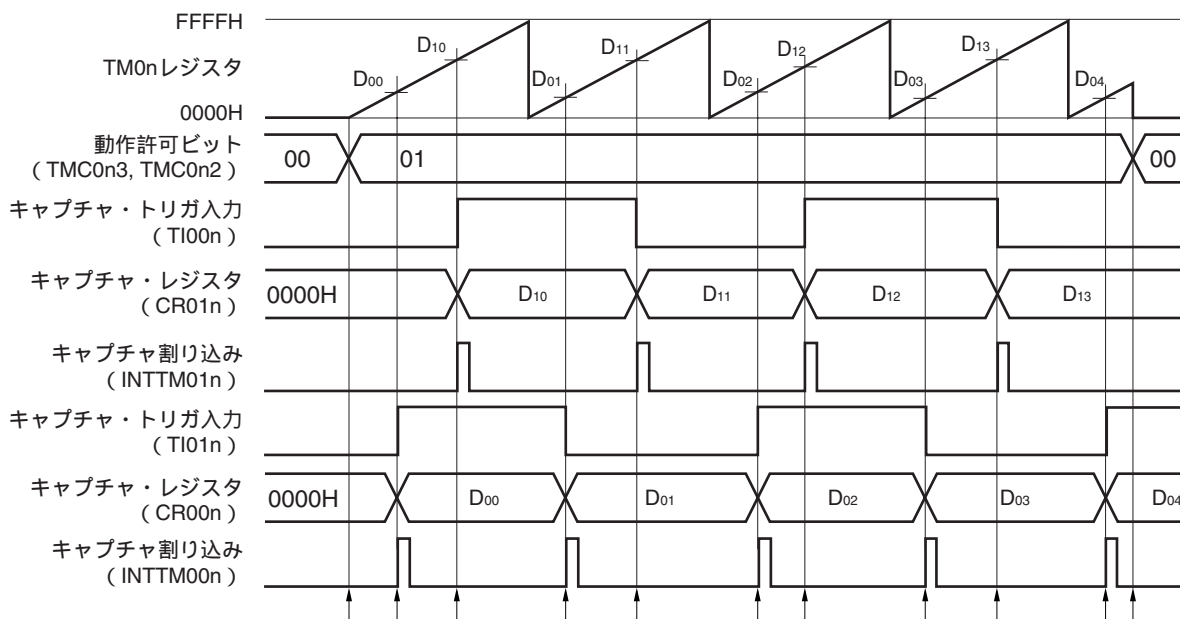 FFFFH
TM0nレジスタ
0000H
D00 D10 D01 D11 D02 D12 D03 D13 D04
動作許可ビット
（TMC0n3, TMC0n2）
00 01 00
キャプチャ・トリガ入力
（TI00n）
キャプチャ・レジスタ
（CR01n）
0000H D10 D11 D12 D13
キャプチャ割り込み
（INTTM01n）
キャプチャ・トリガ入力
（TI01n）
キャプチャ・レジスタ
（CR00n）
0000H D00 D01 D02 D03 D04
キャプチャ割り込み
（INTTM00n）